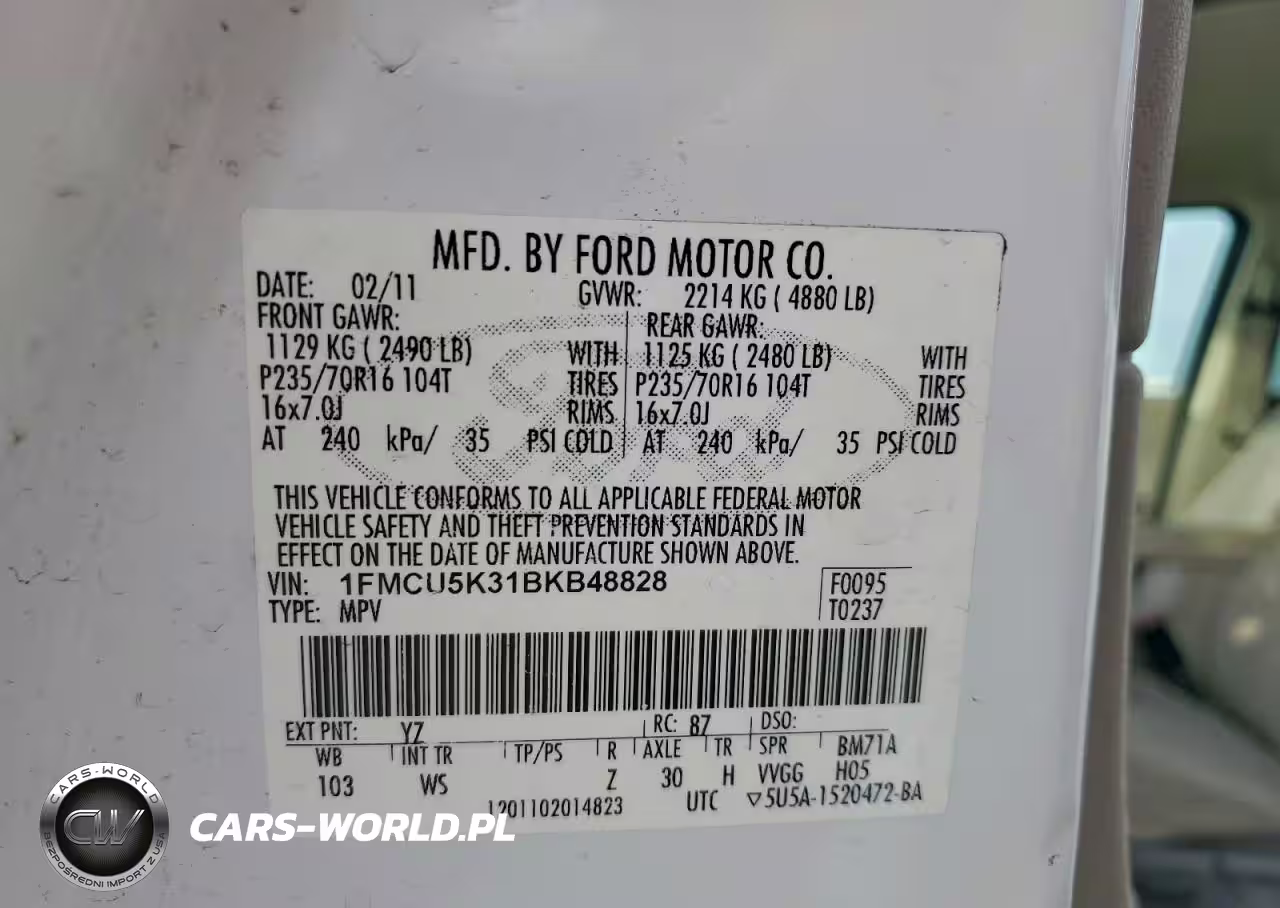 MFD. BY FORD MOTOR CO.
DATE: 02/11 GVWR: 2214 KG ( 4880 LB)
FRONT GAWR: REAR GAWR:
1129 KG ( 2490 LB) WITH 1125 KG ( 2480 LB) WITH
P235/70R16 104T TIRES P235/70R16 104T TIRES
16x7.0J RIMS 16x7.0J RIMS
AT 240 kPa/ 35 PSI COLD AT 240 kPa/ 35 PSI COLD
Ford
THIS VEHICLE CONFORMS TO ALL APPLICABLE FEDERAL MOTOR
VEHICLE SAFETY AND THEFT PREVENTION STANDARDS IN
EFFECT ON THE DATE OF MANUFACTURE SHOWN ABOVE.
VIN: 1FMCU5K31BKB48828 F0095
TYPE: MPV T0237
EXT PNT: YZ RC: 87 DSO:
WB INT TR TP/PS R AXLE TR SPR BM71A
103 WS Z 30 H VVGG H05
1201102014823 UTC ▽5U5A-1520472-BA
CARS-WORLD
CW
BEZPOŚREDNI IMPORT Z USA
CARS-WORLD.PL